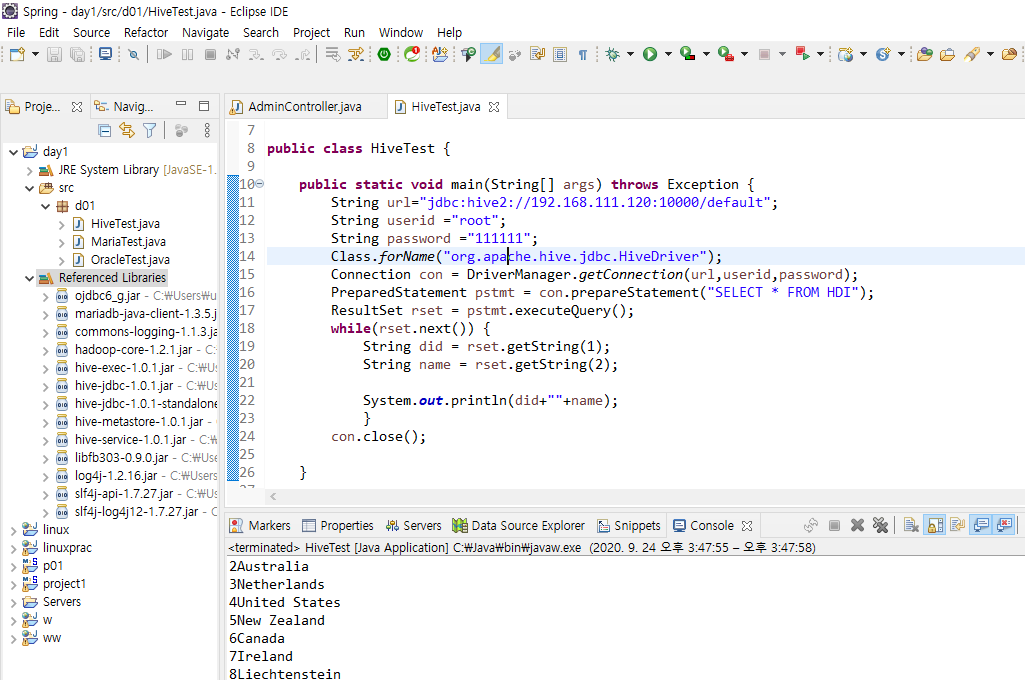 Spring - day1/src/d01/HiveTest.java - Eclipse IDE
File Edit Source Refactor Navigate Search Project Run Window Help
Proje... Navig...
day1
JRE System Library [JavaSE-1.
src
d01
HiveTest.java
MariaTest.java
OracleTest.java
Referenced Libraries
ojdbc6_g.jar - C:₩Users₩u
mariadb-java-client-1.3.5.j
commons-logging-1.1.3.ja
hadoop-core-1.2.1.jar - C:
hive-exec-1.0.1.jar - C:₩U
hive-jdbc-1.0.1.jar - C:₩Us
hive-jdbc-1.0.1-standalone
hive-metastore-1.0.1.jar -
hive-service-1.0.1.jar - C:₩
libfb303-0.9.0.jar - C:₩Use
log4j-1.2.16.jar - C:₩Users
slf4j-api-1.7.27.jar - C:₩Us
slf4j-log4j12-1.7.27.jar - C
linux
linuxprac
p01
project1
Servers
w
ww
AdminController.java HiveTest.java
7
8 public class HiveTest {
9
10 public static void main(String[] args) throws Exception {
11 String url="jdbc:hive2://192.168.111.120:10000/default";
12 String userid ="root";
13 String password ="111111";
14 Class.forName("org.apache.hive.jdbc.HiveDriver");
15 Connection con = DriverManager.getConnection(url,userid,password);
16 PreparedStatement pstmt = con.prepareStatement("SELECT * FROM HDI");
17 ResultSet rset = pstmt.executeQuery();
18 while(rset.next()) {
19 String did = rset.getString(1);
20 String name = rset.getString(2);
21
22 System.out.println(did+""+name);
23 }
24 con.close();
25
26 }
Markers Properties Servers Data Source Explorer Snippets Console
<terminated> HiveTest [Java Application] C:₩Java₩bin₩javaw.exe (2020. 9. 24 오후 3:47:55 – 오후 3:47:58)
2Australia
3Netherlands
4United States
5New Zealand
6Canada
7Ireland
8Liechtenstein